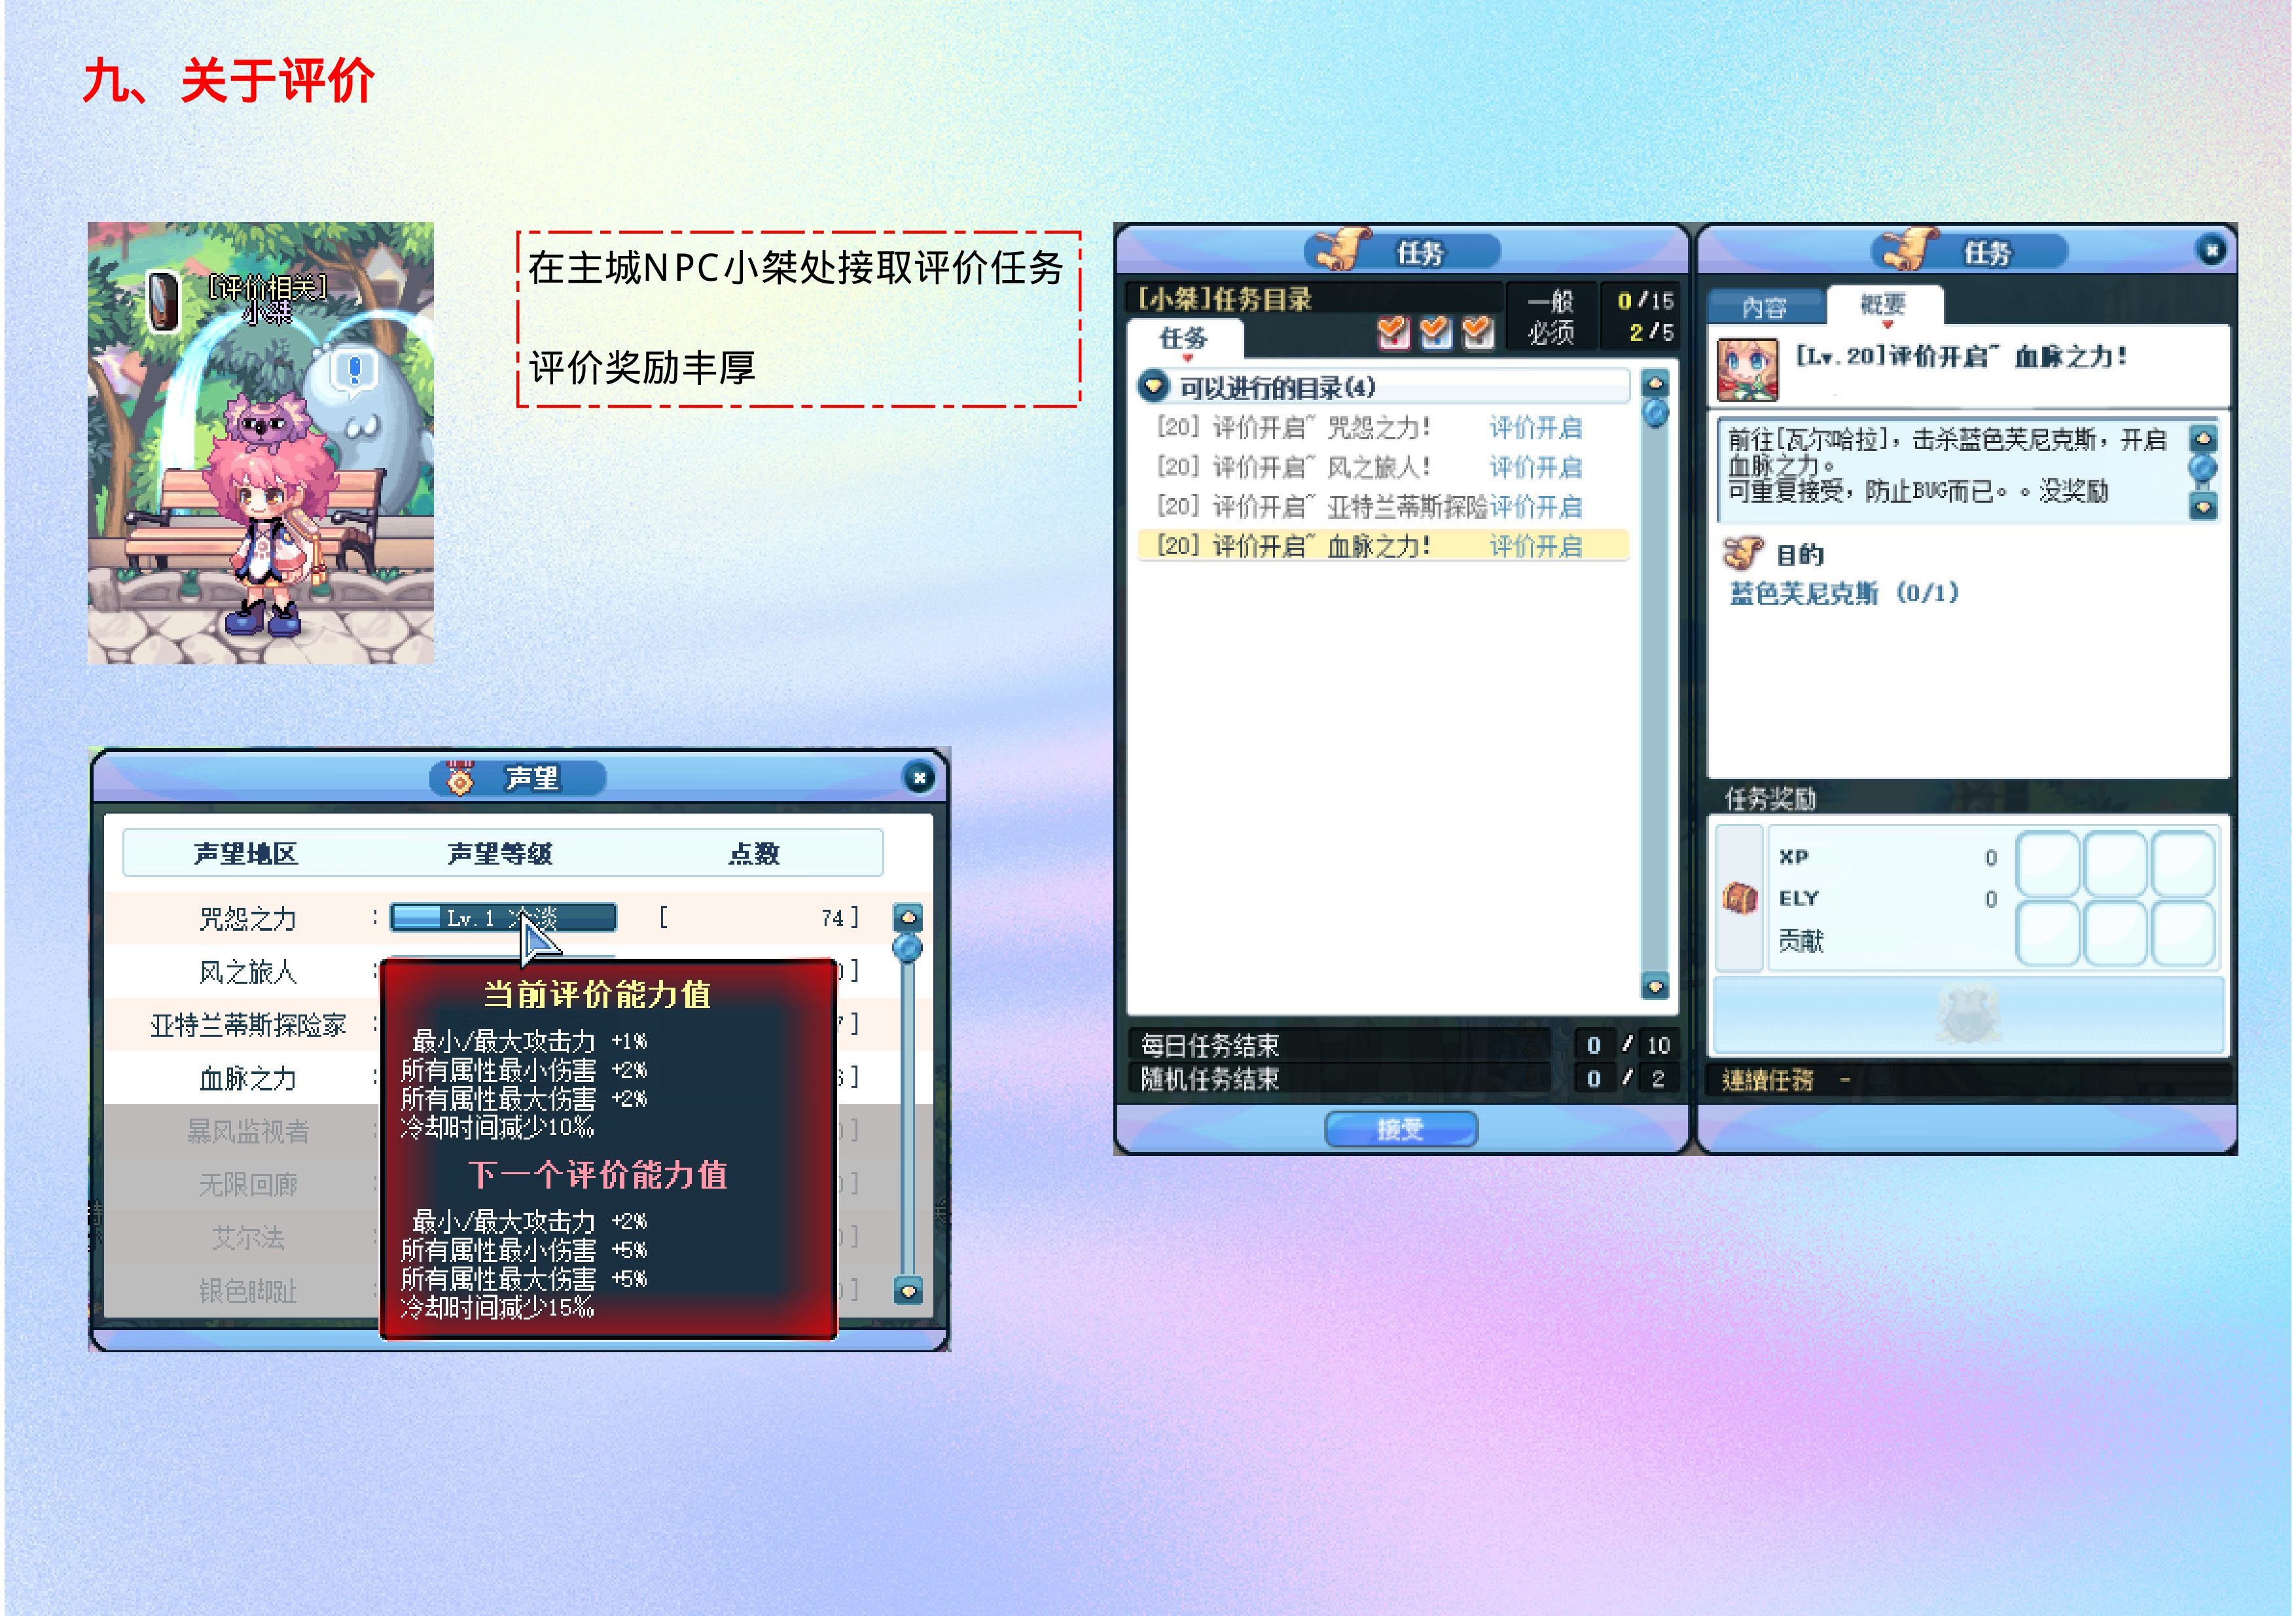 九、关于评价
[评价相关]
小桀
在主城NPC小桀处接取评价任务
评价奖励丰厚
任务
[小桀]任务目录
一般 0/15
必须 2/5
任务
可以进行的目录(4)
[20] 评价开启~ 咒怨之力! 评价开启
[20] 评价开启~ 风之旅人! 评价开启
[20] 评价开启~ 亚特兰蒂斯探险 评价开启
[20] 评价开启~ 血脉之力! 评价开启
每日任务结束 0 / 10
随机任务结束 0 / 2
接受
任务
内容 概要
[Lv.20]评价开启~ 血脉之力!
前往[瓦尔哈拉],击杀蓝色芙尼克斯,开启
血脉之力。
可重复接受,防止BUG而已。。没奖励
目的
蓝色芙尼克斯 (0/1)
任务奖励
XP 0
ELY 0
贡献
連續任務 -
声望
声望地区 声望等级 点数
咒怨之力 : Lv.1 冷淡 [ 74]
风之旅人 :
亚特兰蒂斯探险家 :
血脉之力 :
暴风监视者 :
无限回廊 :
艾尔法 :
银色脚趾 :
当前评价能力值
最小/最大攻击力 +1%
所有属性最小伤害 +2%
所有属性最大伤害 +2%
冷却时间减少10‰
下一个评价能力值
最小/最大攻击力 +2%
所有属性最小伤害 +5%
所有属性最大伤害 +5%
冷却时间减少15‰